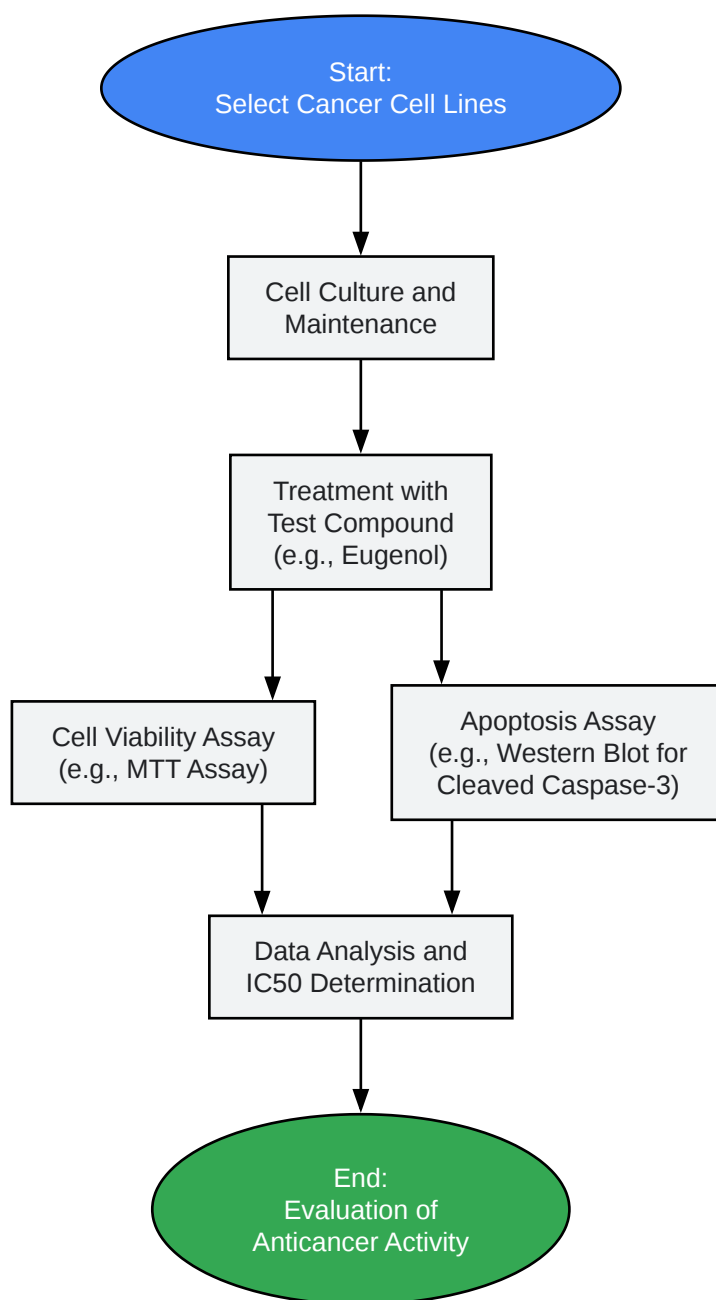 Start:
Select Cancer Cell Lines
Cell Culture and
Maintenance
Treatment with
Test Compound
(e.g., Eugenol)
Cell Viability Assay
(e.g., MTT Assay)
Apoptosis Assay
(e.g., Western Blot for
Cleaved Caspase-3)
Data Analysis and
IC50 Determination
End:
Evaluation of
Anticancer Activity